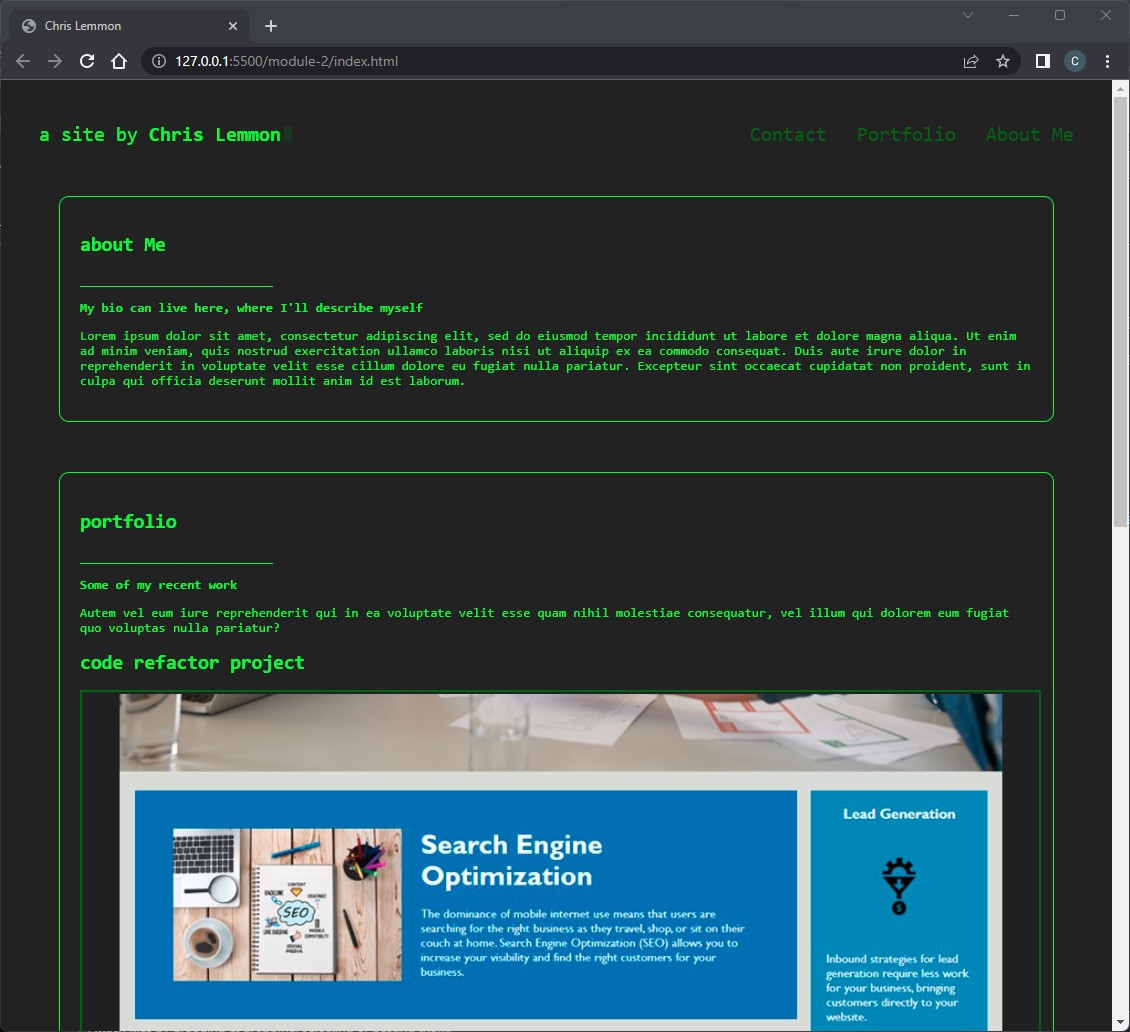 Chris Lemmon
127.0.0.1:5500/module-2/index.html
C
a site by Chris Lemmon
Contact Portfolio About Me
about Me
My bio can live here, where I'll describe myself
Lorem ipsum dolor sit amet, consectetur adipiscing elit, sed do eiusmod tempor incididunt ut labore et dolore magna aliqua. Ut enim
ad minim veniam, quis nostrud exercitation ullamco laboris nisi ut aliquip ex ea commodo consequat. Duis aute irure dolor in
reprehenderit in voluptate velit esse cillum dolore eu fugiat nulla pariatur. Excepteur sint occaecat cupidatat non proident, sunt in
culpa qui officia deserunt mollit anim id est laborum.
portfolio
Some of my recent work
Autem vel eum iure reprehenderit qui in ea voluptate velit esse quam nihil molestiae consequatur, vel illum qui dolorem eum fugiat
quo voluptas nulla pariatur?
code refactor project
CONTENT
SEO
SOCIAL
MEDIA
Search Engine
Optimization
The dominance of mobile internet use means that users are
searching for the right business as they travel, shop, or sit on their
couch at home. Search Engine Optimization (SEO) allows you to
increase your visibility and find the right customers for your
business.
Lead Generation
$
Inbound strategies for lead
generation require less work
for your business, bringing
customers directly to your
website.